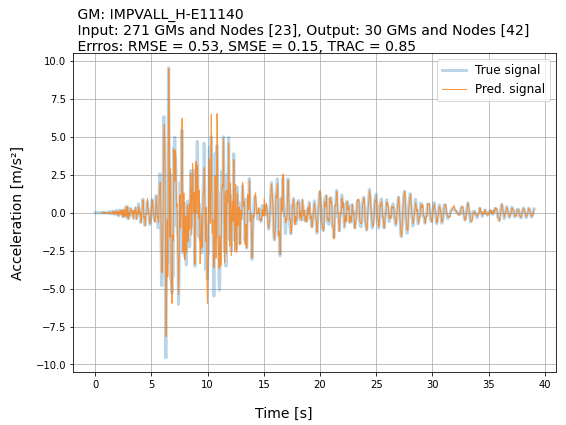 GM: IMPVALL_H-E11140
Input: 271 GMs and Nodes [23], Output: 30 GMs and Nodes [42]
Errros: RMSE = 0.53, SMSE = 0.15, TRAC = 0.85
True signal
Pred. signal
10.0
7.5
5.0
2.5
0.0
−2.5
−5.0
−7.5
−10.0
Acceleration [m/s²]
0 5 10 15 20 25 30 35 40
Time [s]